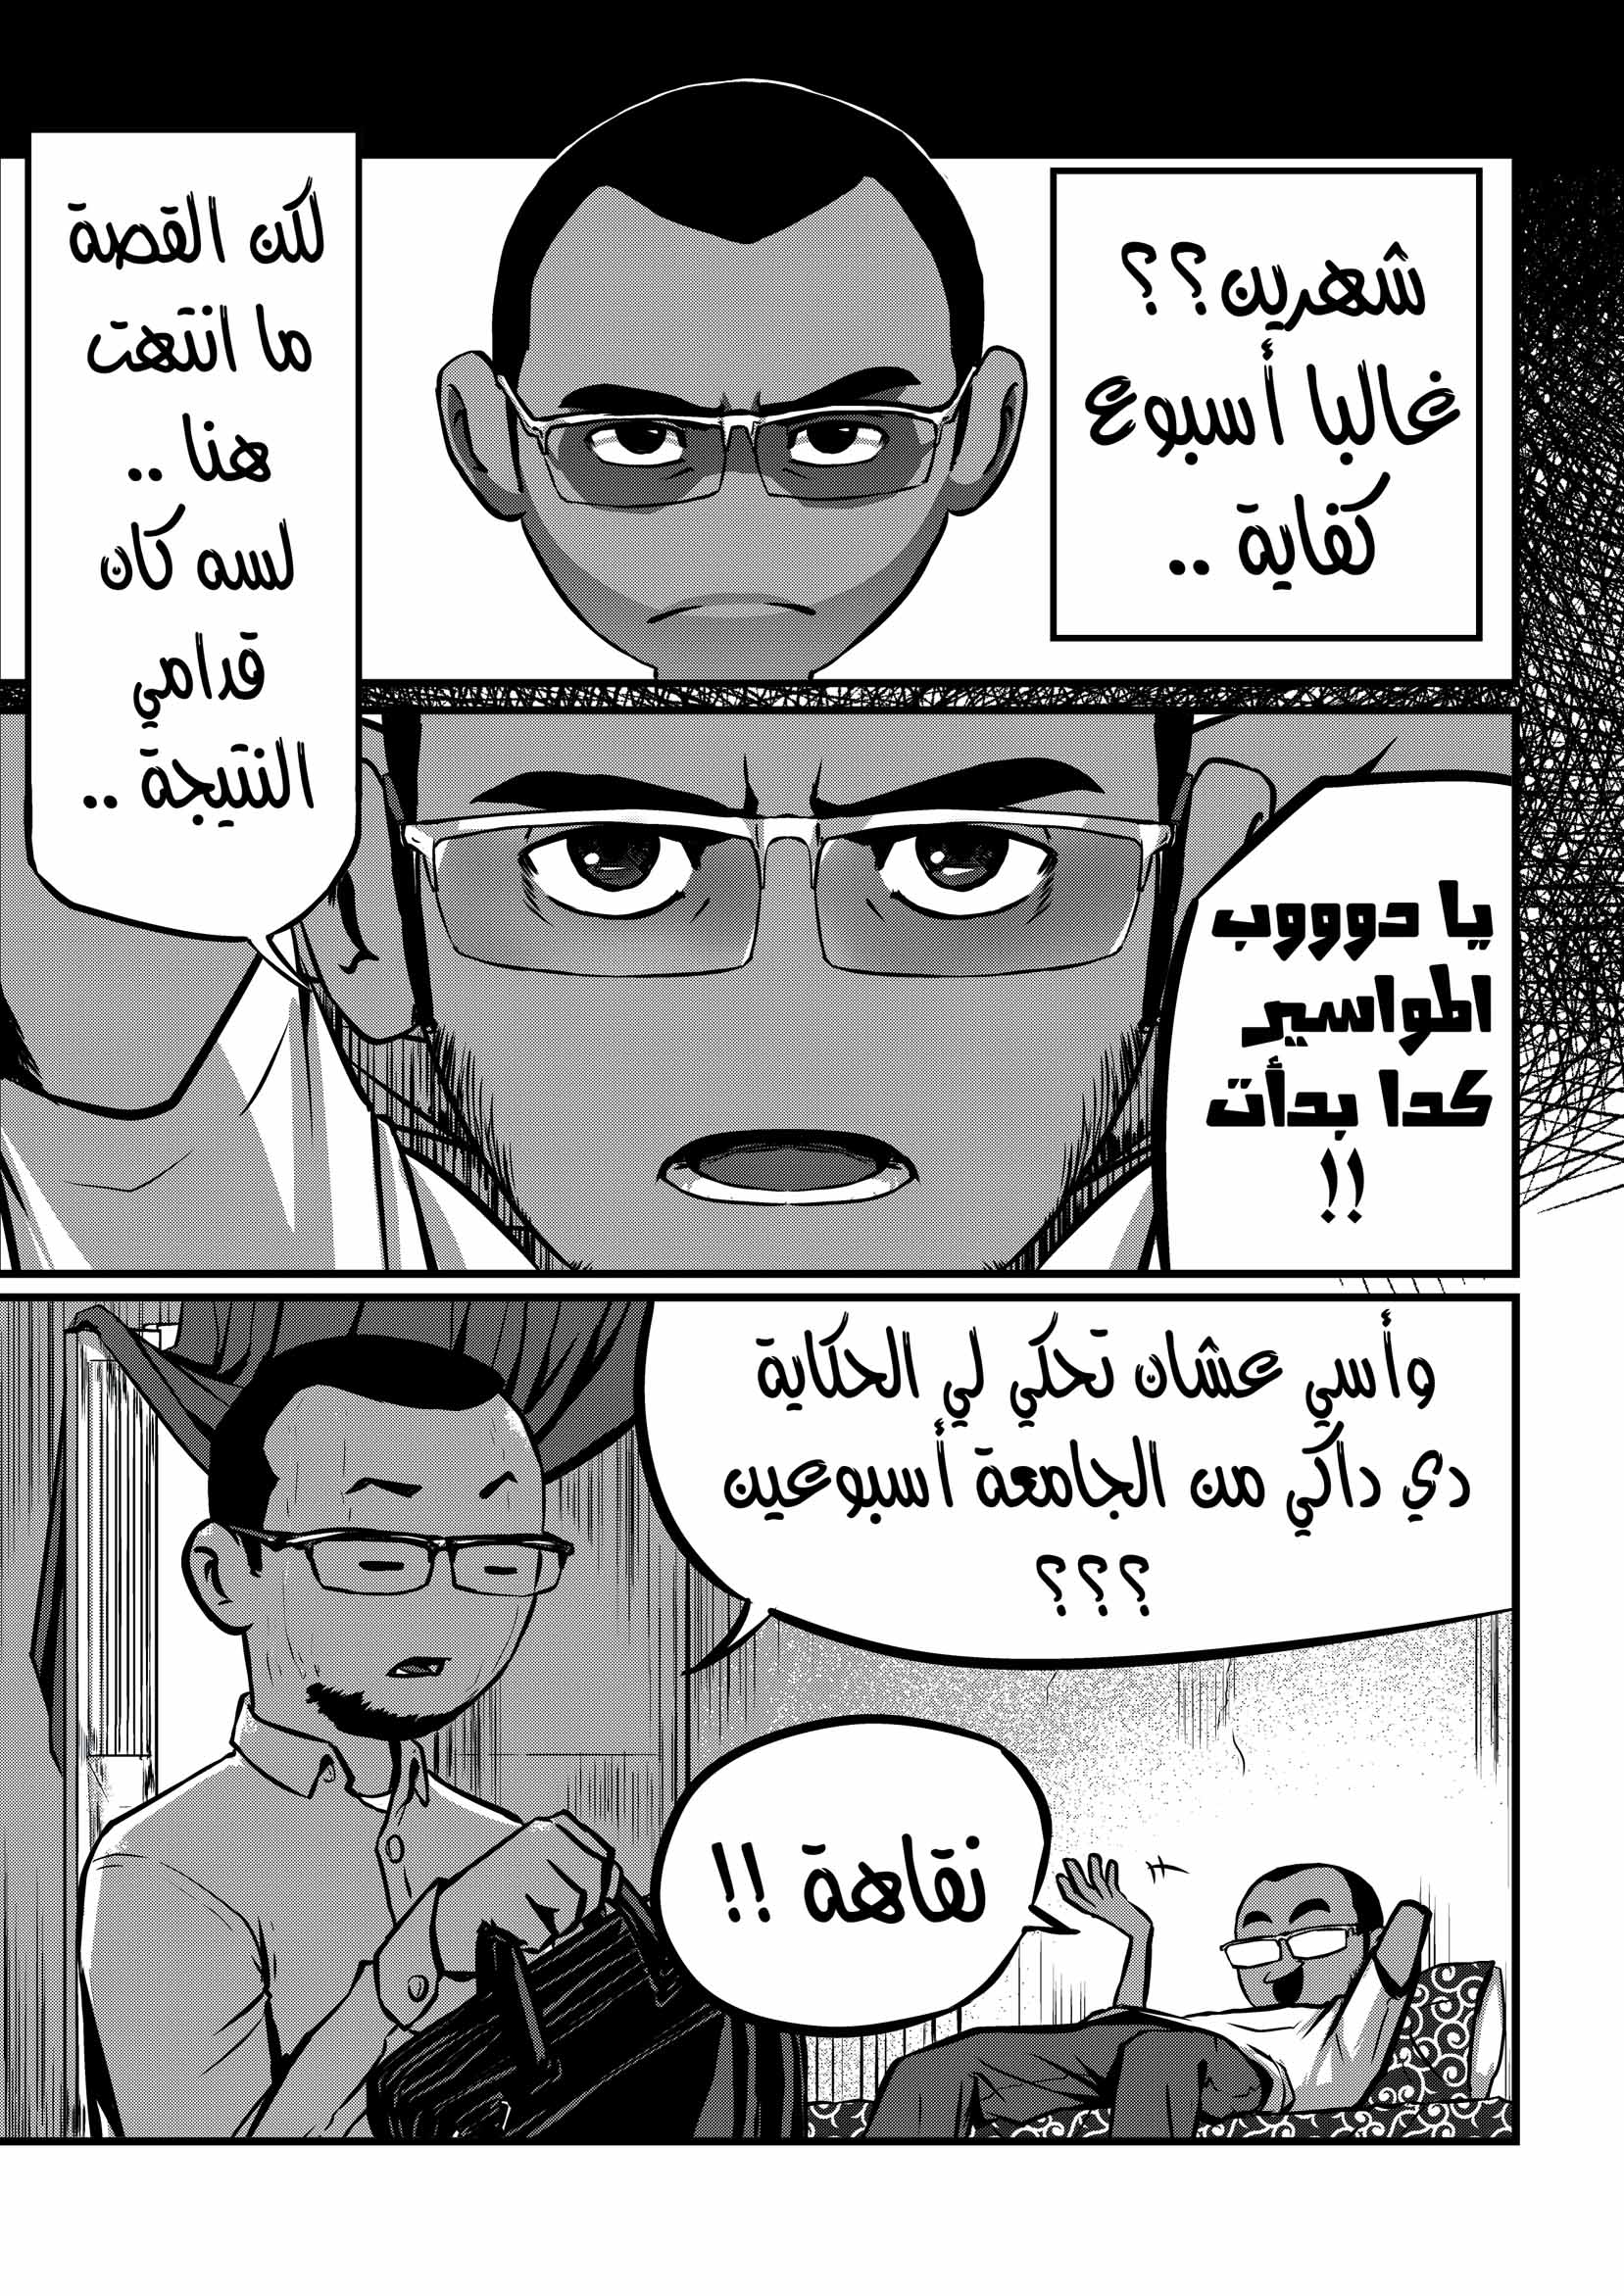 شهرين؟؟
غالبا أسبوع
كفاية ..
لكن القصة
ما انتهت
هنا ..
لسه كان
قدامي
النتيجة ..
يا دوووب
المواسير
كدا بدأت
!!
وأسي عشان تحكي لي الحكاية
دي داكي من الجامعة أسبوعين
؟؟؟
نقاهة !!